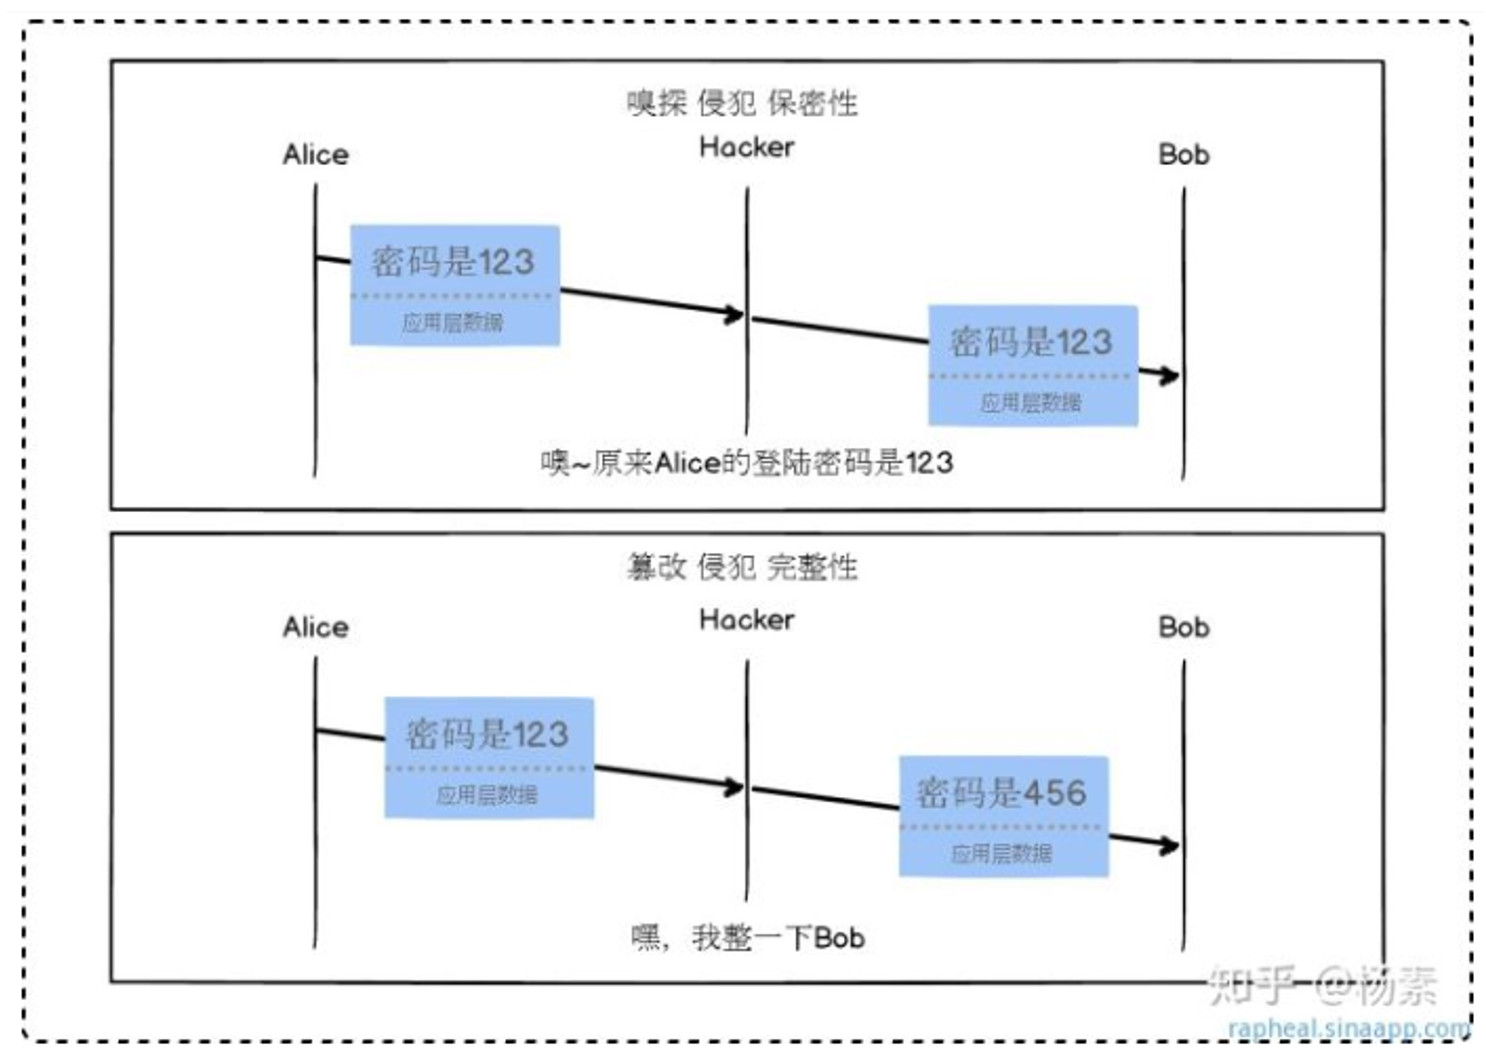 嗅探 侵犯 保密性
Alice
Hacker
Bob
密码是123
应用层数据
密码是123
应用层数据
噢~原来Alice的登陆密码是123
篡改 侵犯 完整性
Alice
Hacker
Bob
密码是123
应用层数据
密码是456
应用层数据
嘿，我整一下Bob
知乎 @杨素
rapheal.sinaapp.com